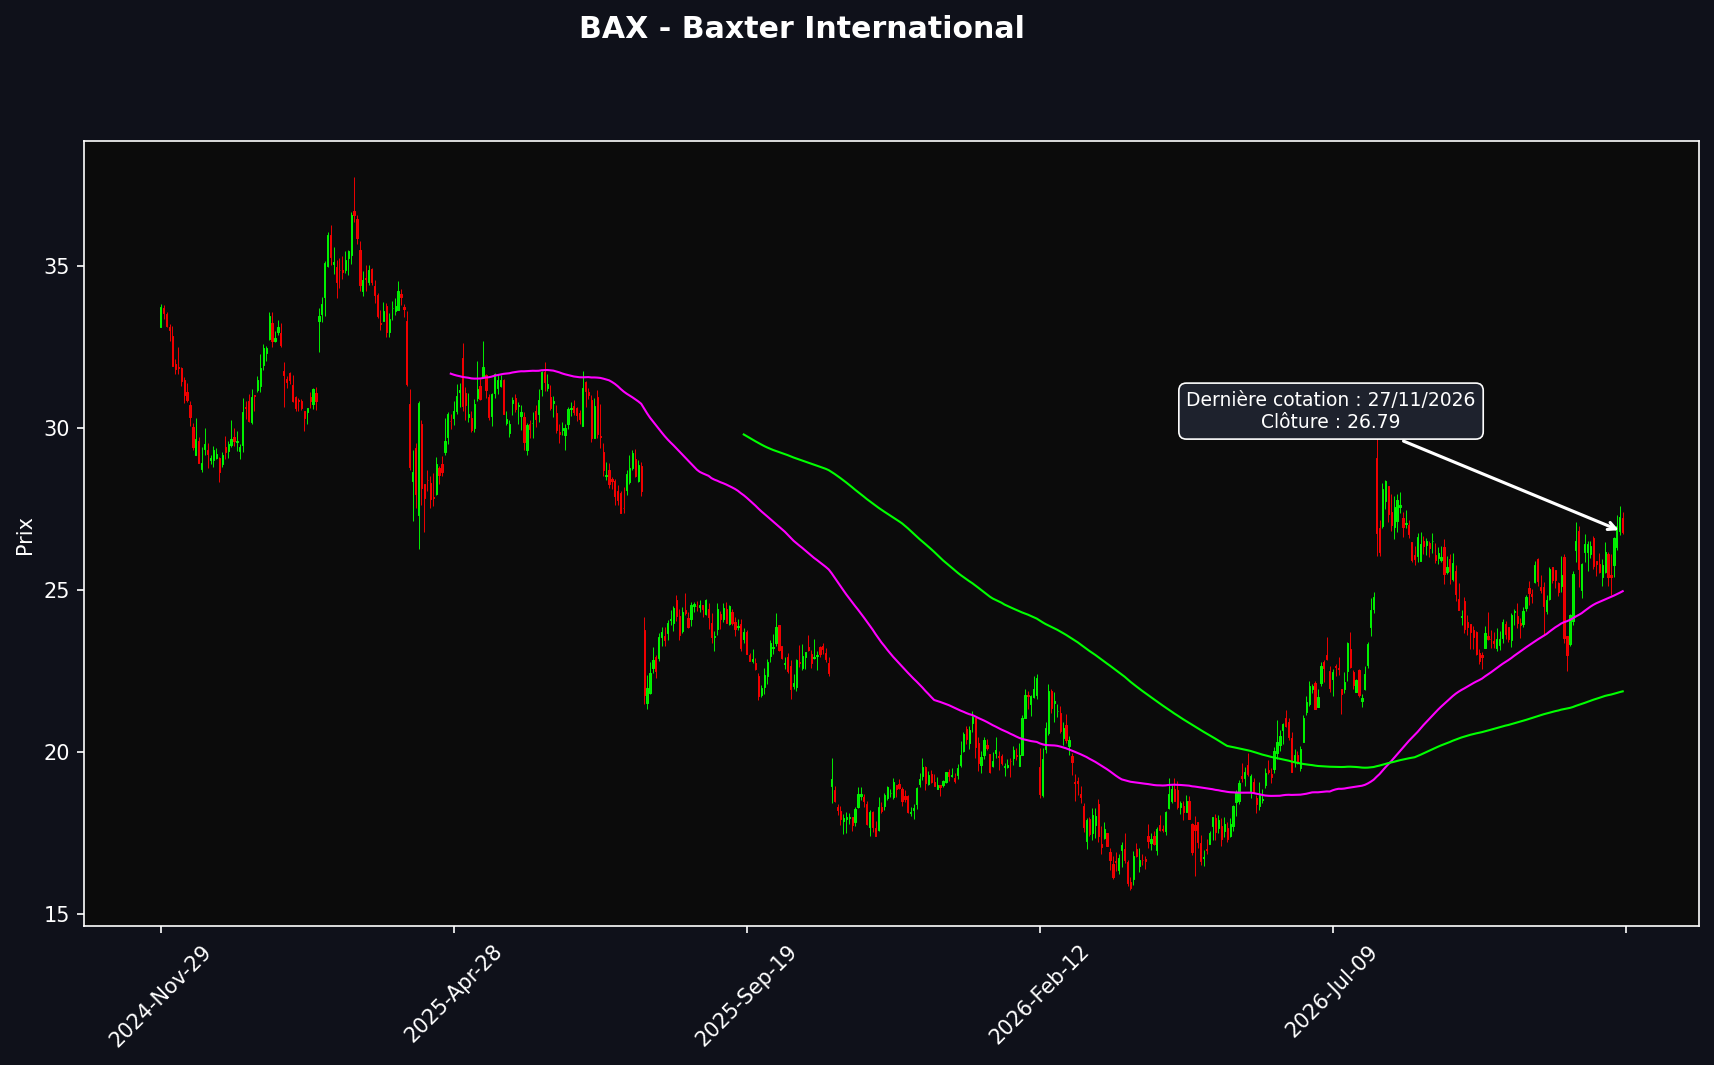 BAX - Baxter International
Prix
35
30
25
20
15
Dernière cotation : 27/11/2026
Clôture : 26.79
2024-Nov-29
2025-Apr-28
2025-Sep-19
2026-Feb-12
2026-Jul-09